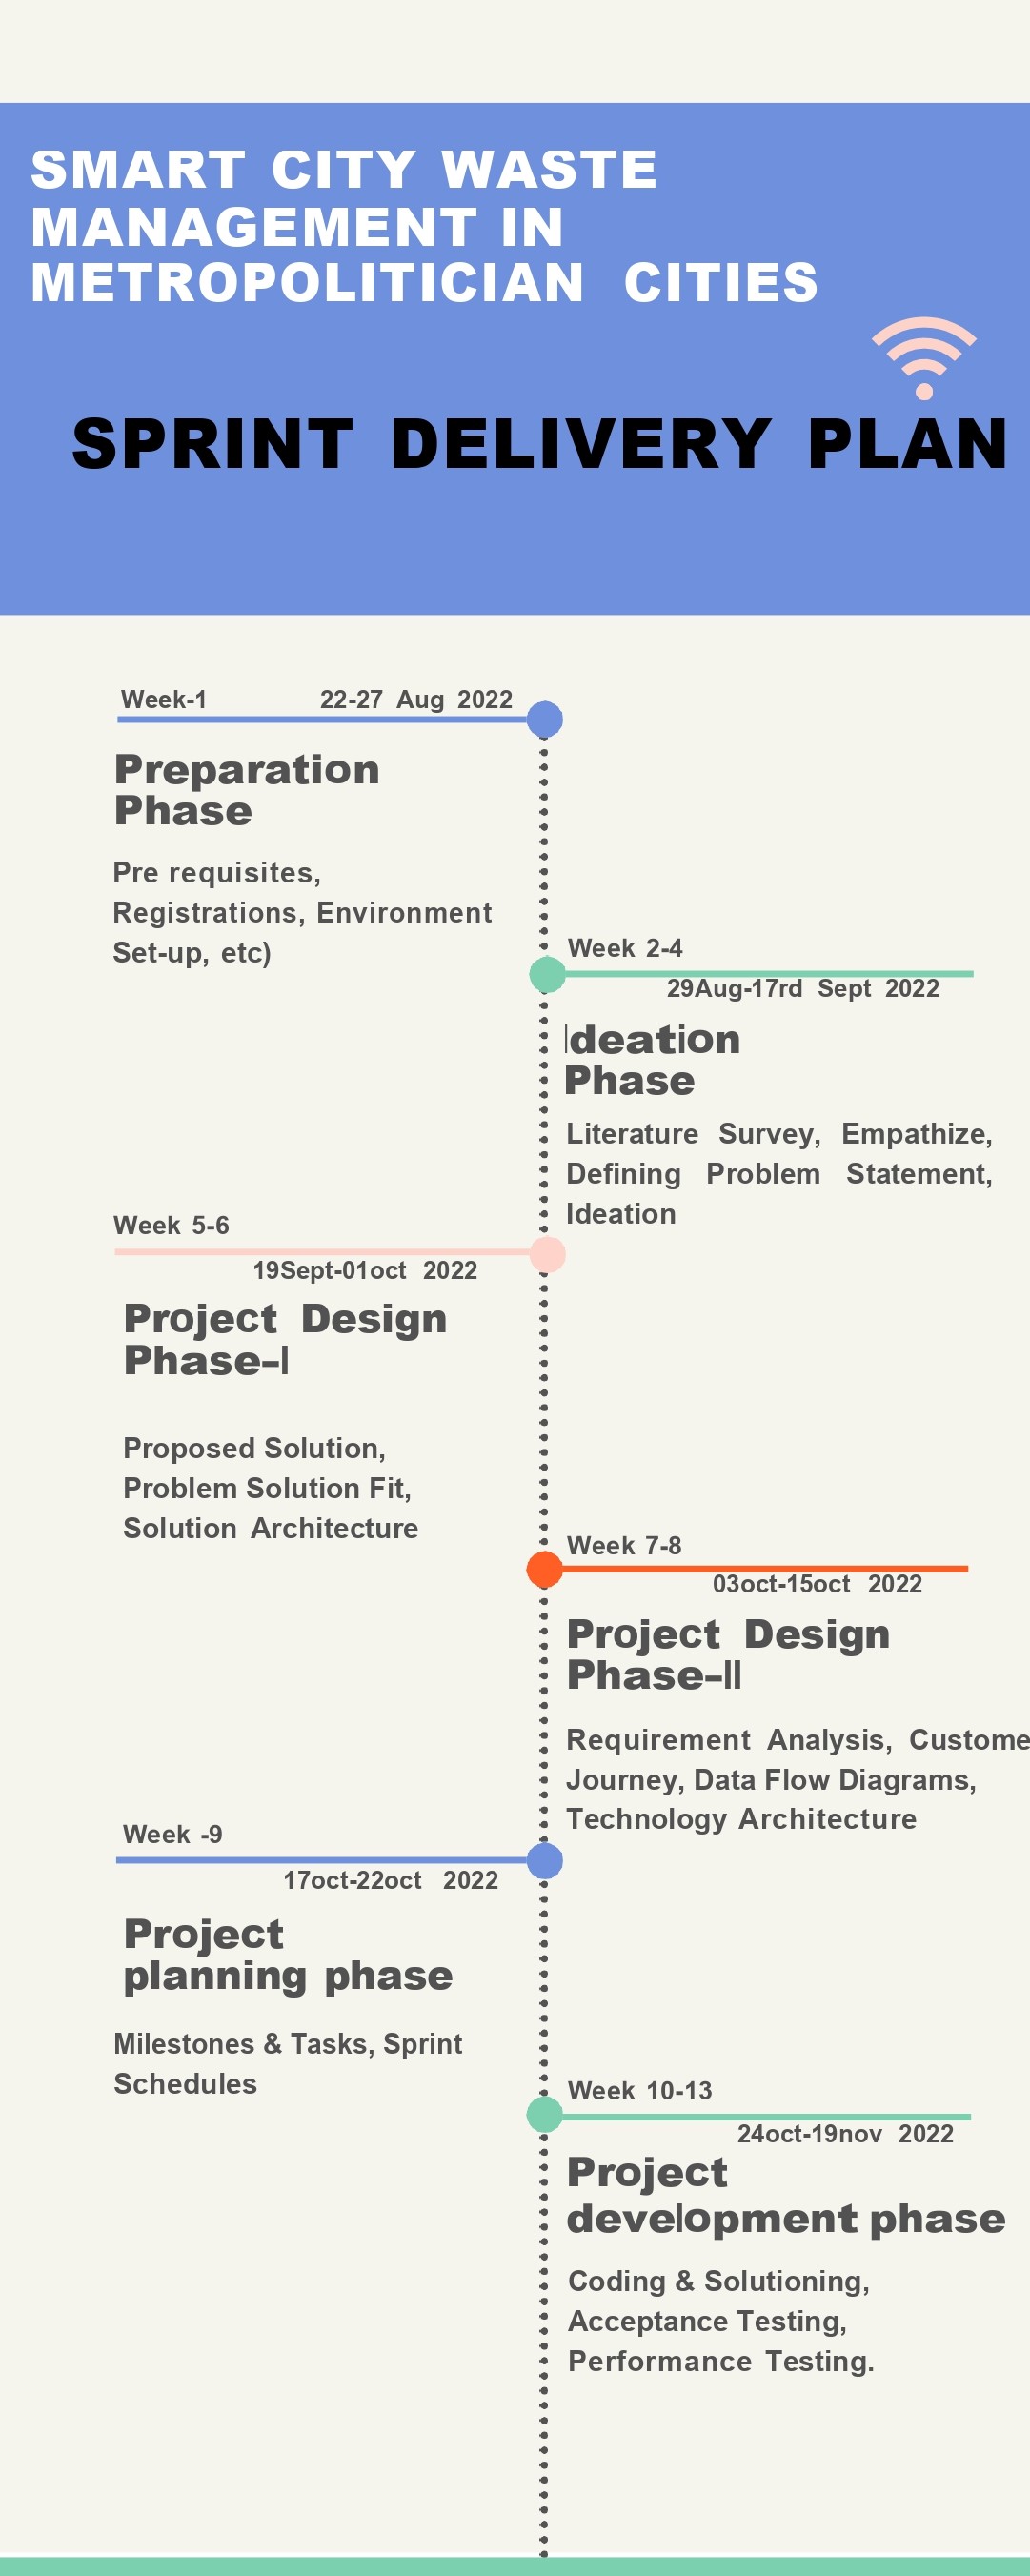 SMART CITY WASTE
MANAGEMENT IN
METROPOLITICIAN CITIES
SPRINT DELIVERY PLAN
Week-1 22-27 Aug 2022
Preparation
Phase
Pre requisites,
Registrations, Environment
Set-up, etc)
Week 2-4
29Aug-17rd Sept 2022
Ideation
Phase
Literature Survey, Empathize,
Defining Problem Statement,
Ideation
Week 5-6
19Sept-01oct 2022
Project Design
Phase-I
Proposed Solution,
Problem Solution Fit,
Solution Architecture
Week 7-8
03oct-15oct 2022
Project Design
Phase-II
Requirement Analysis, Custome
Journey, Data Flow Diagrams,
Technology Architecture
Week -9
17oct-22oct 2022
Project
planning phase
Milestones & Tasks, Sprint
Schedules
Week 10-13
24oct-19nov 2022
Project
development phase
Coding & Solutioning,
Acceptance Testing,
Performance Testing.